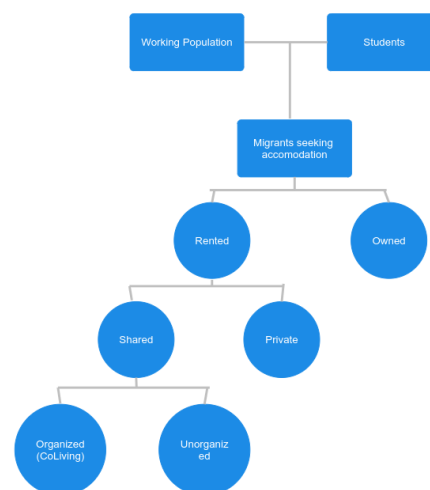 Working Population
Students
Migrants seeking
accomodation
Rented
Owned
Shared
Private
Organized
(CoLiving)
Unorganiz
ed